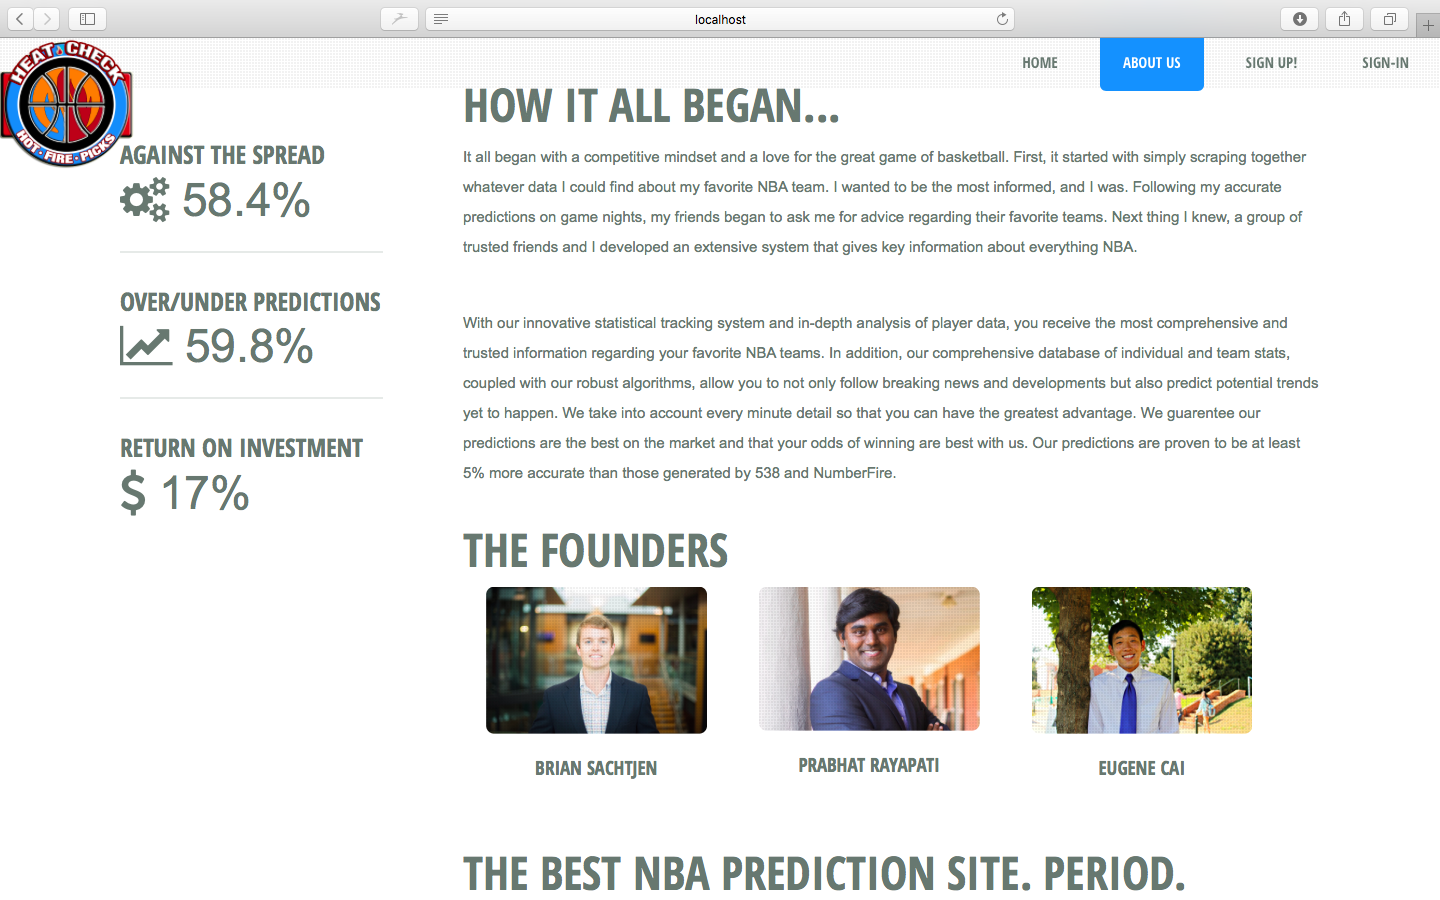 localhost
HEAT CHECK
HOT · FIRE · PICKS
HOME
ABOUT US
SIGN UP!
SIGN-IN
AGAINST THE SPREAD
58.4%
OVER/UNDER PREDICTIONS
59.8%
RETURN ON INVESTMENT
$ 17%
HOW IT ALL BEGAN...
It all began with a competitive mindset and a love for the great game of basketball. First, it started with simply scraping together
whatever data I could find about my favorite NBA team. I wanted to be the most informed, and I was. Following my accurate
predictions on game nights, my friends began to ask me for advice regarding their favorite teams. Next thing I knew, a group of
trusted friends and I developed an extensive system that gives key information about everything NBA.
With our innovative statistical tracking system and in-depth analysis of player data, you receive the most comprehensive and
trusted information regarding your favorite NBA teams. In addition, our comprehensive database of individual and team stats,
coupled with our robust algorithms, allow you to not only follow breaking news and developments but also predict potential trends
yet to happen. We take into account every minute detail so that you can have the greatest advantage. We guarentee our
predictions are the best on the market and that your odds of winning are best with us. Our predictions are proven to be at least
5% more accurate than those generated by 538 and NumberFire.
THE FOUNDERS
BRIAN SACHTJEN
PRABHAT RAYAPATI
EUGENE CAI
THE BEST NBA PREDICTION SITE. PERIOD.